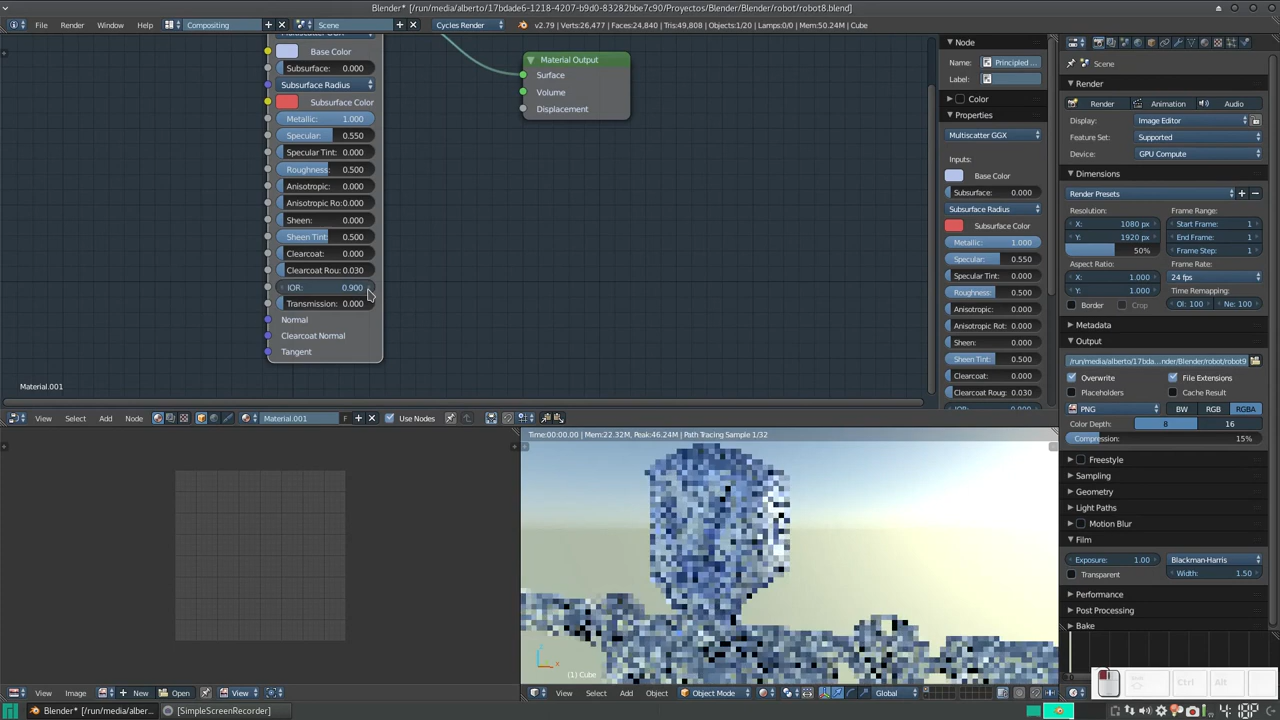 Blender* [/run/media/alberto/17bdade6-1218-4207-b9d0-83282bbe7c90/Proyectos/Blender/robot/robot8.blend]
File
Render
Window
Help
Compositing
Scene
Cycles Render
v2.79 | Verts:26,477 | Faces:24,840 | Tris:49,808 | Objects:1/20 | Lamps:0/0 | Mem:50.24M | Cube
Multiscatter GGX
Base Color
Subsurface: 0.000
Subsurface Radius
Subsurface Color
Metallic: 1.000
Specular: 0.550
Specular Tint: 0.000
Roughness: 0.500
Anisotropic: 0.000
Anisotropic Ro:0.000
Sheen: 0.000
Sheen Tint: 0.500
Clearcoat: 0.000
Clearcoat Rou: 0.030
IOR: 0.900
Transmission: 0.000
Normal
Clearcoat Normal
Tangent
Material Output
Surface
Volume
Displacement
Material.001
Node
Name: Principled ...
Label:
Color
Properties
Multiscatter GGX
Inputs:
Base Color
Subsurface: 0.000
Subsurface Radius
Subsurface Color
Metallic: 1.000
Specular: 0.550
Specular Tint: 0.000
Roughness: 0.500
Anisotropic: 0.000
Anisotropic Rot: 0.000
Sheen: 0.000
Sheen Tint: 0.500
Clearcoat: 0.000
Clearcoat Roug: 0.030
Scene
Render
Render
Animation
Audio
Display: Image Editor
Feature Set: Supported
Device: GPU Compute
Dimensions
Render Presets
Resolution: Frame Range:
X: 1080 px Start Frame: 1
Y: 1920 px End Frame: 1
50% Frame Step: 1
Aspect Ratio: Frame Rate:
X: 1.000 24 fps
Y: 1.000 Time Remapping:
Border Crop Ol: 100 Ne: 100
Metadata
Output
/run/media/alberto/17bda...nder/Blender/robot/robot9
Overwrite File Extensions
Placeholders Cache Result
PNG BW RGB RGBA
Color Depth: 8 16
Compression: 15%
Freestyle
Sampling
Geometry
Light Paths
Motion Blur
Film
Exposure: 1.00 Blackman-Harris
Transparent Width: 1.50
Performance
Post Processing
Bake
View Select Add Node Material.001 F Use Nodes
Time:00:00.00 | Mem:22.32M, Peak:46.24M | Path Tracing Sample 1/32
(1) Cube
View Image New Open View
View Select Add Object Object Mode Global
Ctrl Alt
Blender* [/run/media/alber...
[SimpleScreenRecorder]